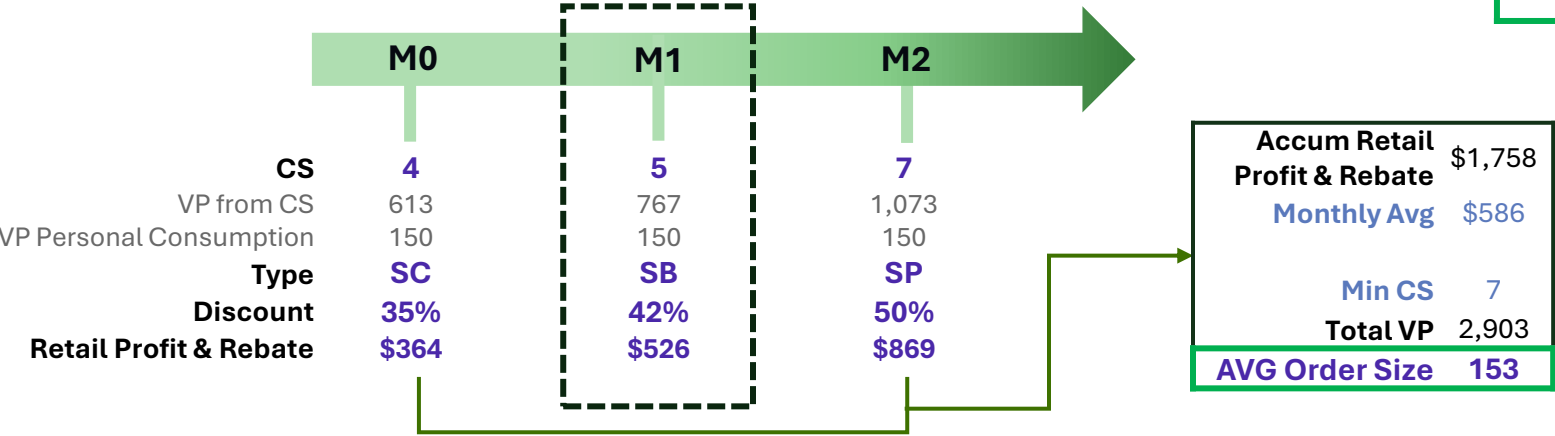 M0 M1 M2
CS 4 5 7
VP from CS 613 767 1,073
VP Personal Consumption 150 150 150
Type SC SB SP
Discount 35% 42% 50%
Retail Profit & Rebate $364 $526 $869
Accum Retail
Profit & Rebate $1,758
Monthly Avg $586
Min CS 7
Total VP 2,903
AVG Order Size 153